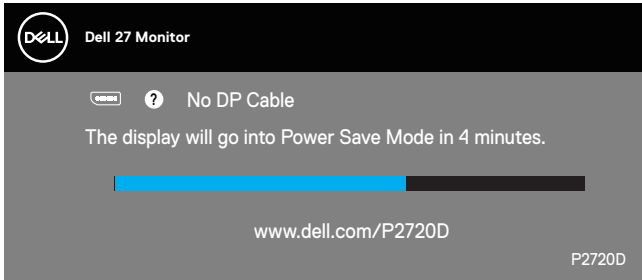 DELL
Dell 27 Monitor
? No DP Cable
The display will go into Power Save Mode in 4 minutes.
www.dell.com/P2720D
P2720D